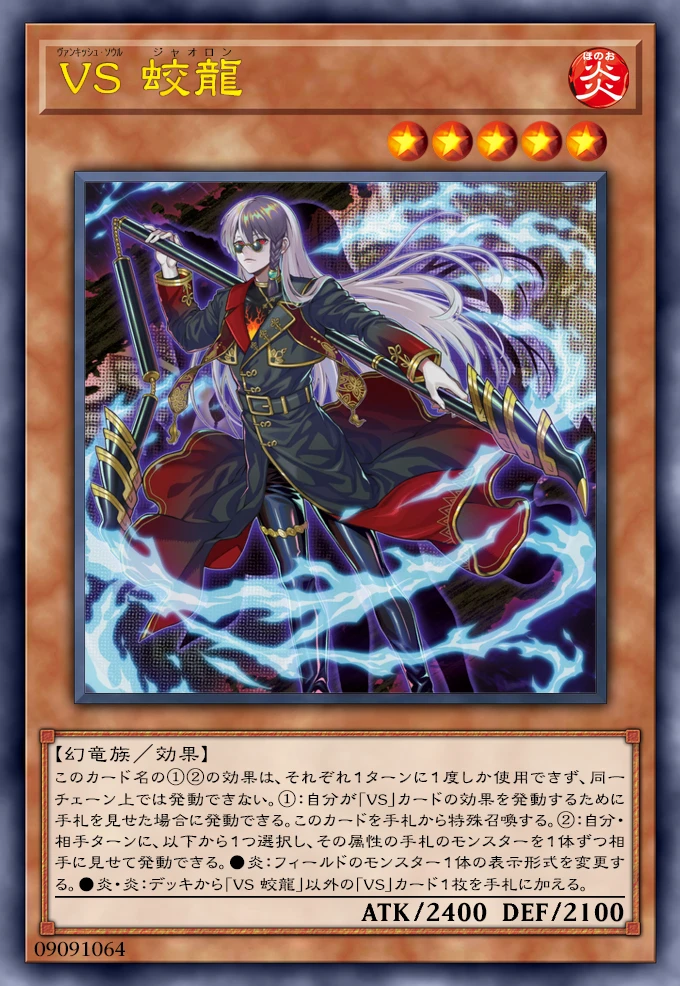 ヴァンキッシュ・ソウル ジャオロン
VS 蛟龍
ほのお
炎
【幻竜族／効果】
このカード名の①②の効果は、それぞれ１ターンに１度しか使用できず、同一
チェーン上では発動できない。①：自分が「VS」カードの効果を発動するために
手札を見せた場合に発動できる。このカードを手札から特殊召喚する。②：自分・
相手ターンに、以下から１つ選択し、その属性の手札のモンスターを１体ずつ相
手に見せて発動できる。●炎：フィールドのモンスター１体の表示形式を変更す
る。●炎・炎：デッキから「VS 蛟龍」以外の「VS」カード１枚を手札に加える。
ATK/2400 DEF/2100
09091064